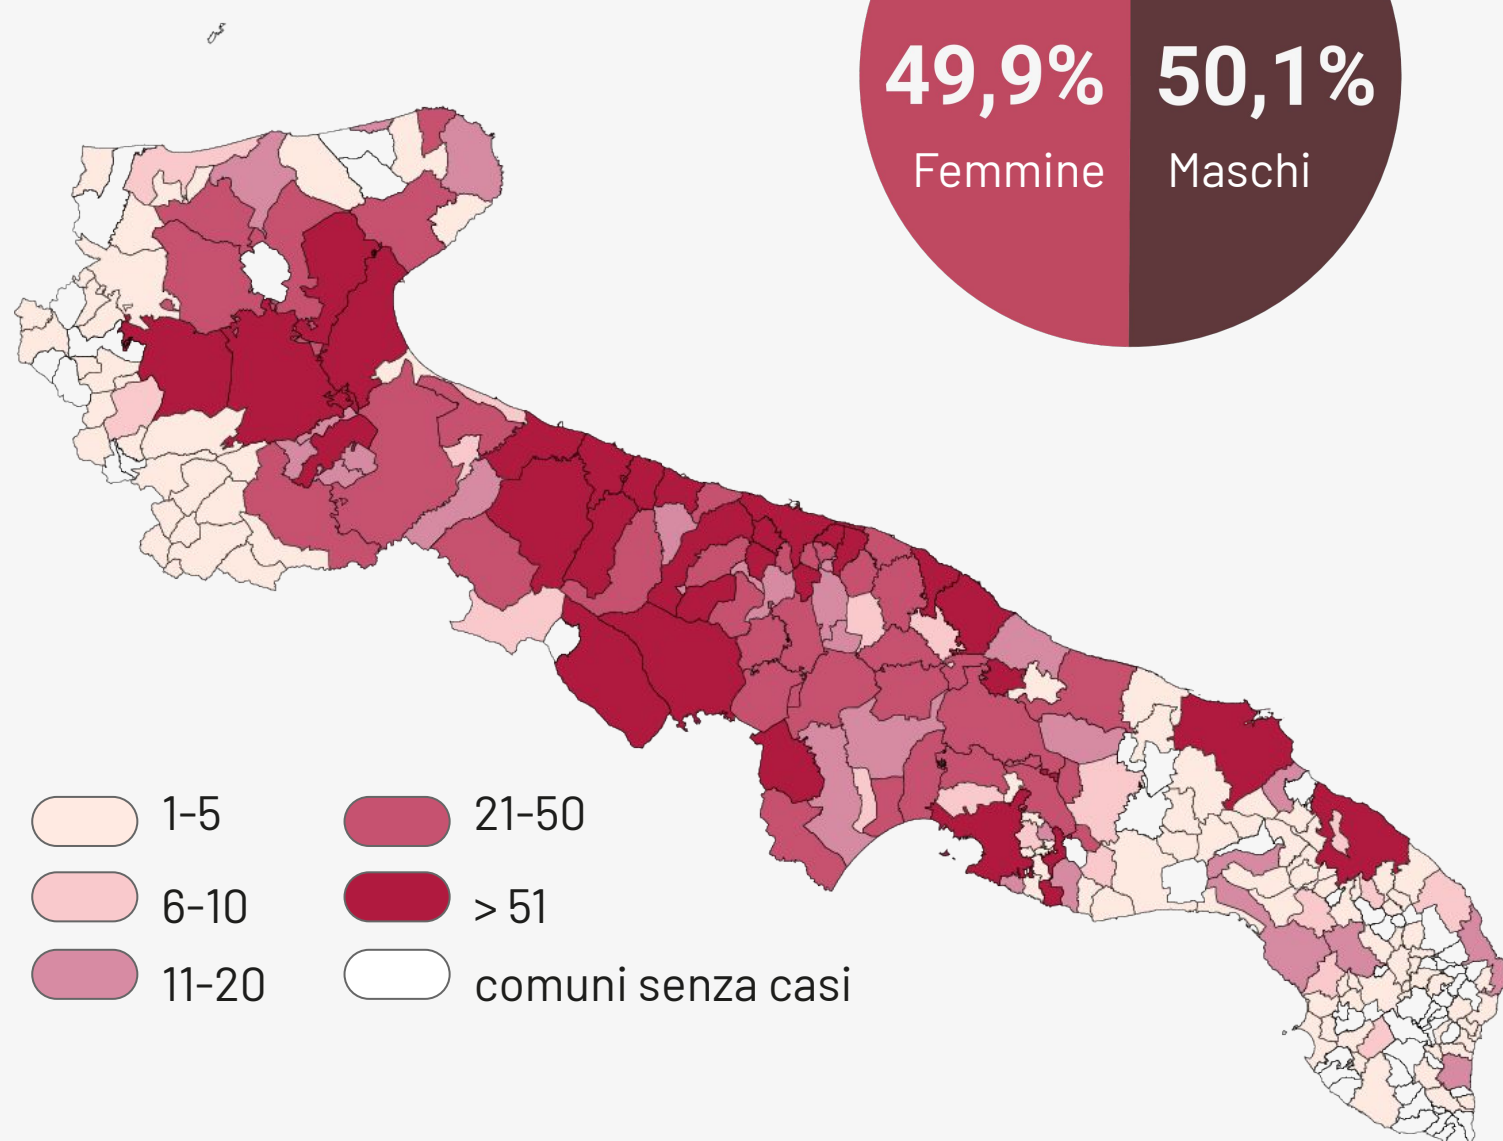 49,9% 50,1%
Femmine Maschi
1-5 21-50
6-10 > 51
11-20 comuni senza casi